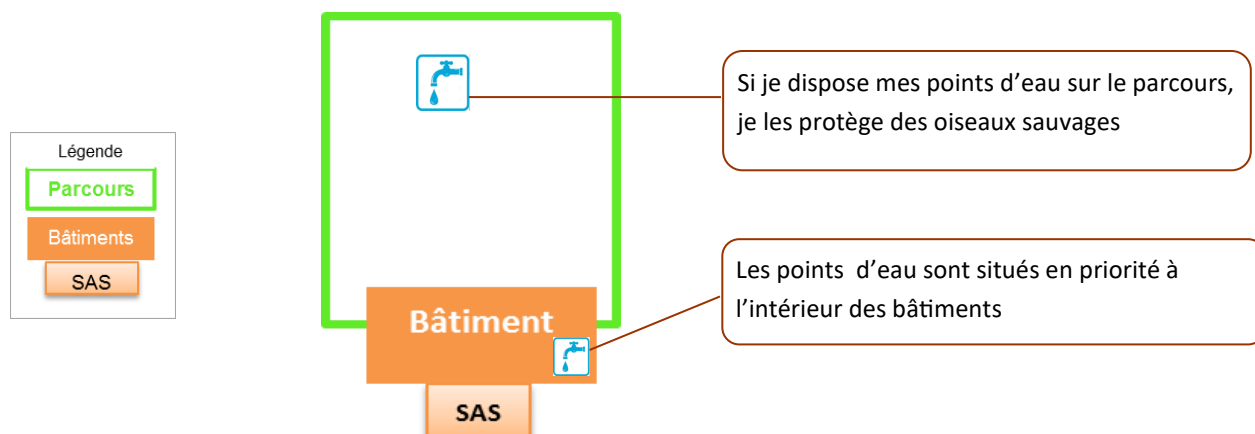 Légende
Parcours
Bâtiments
SAS
Bâtiment
SAS
Si je dispose mes points d’eau sur le parcours,
je les protège des oiseaux sauvages
Les points d’eau sont situés en priorité à
l’intérieur des bâtiments